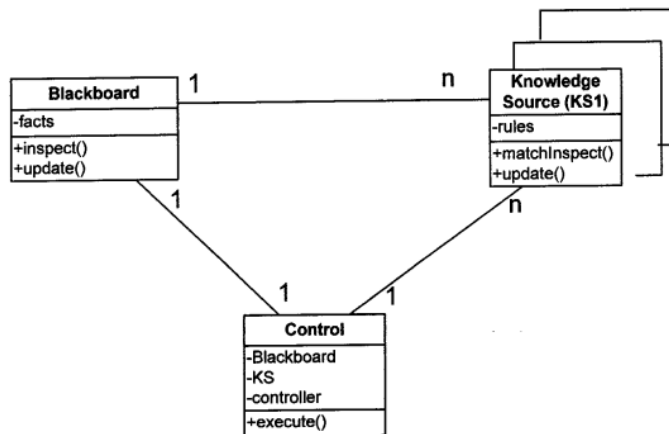 Blackboard
-facts
+inspect()
+update()
1
n
Knowledge
Source (KS1)
-rules
+matchInspect()
+update()
1
n
1
1
Control
-Blackboard
-KS
-controller
+execute()